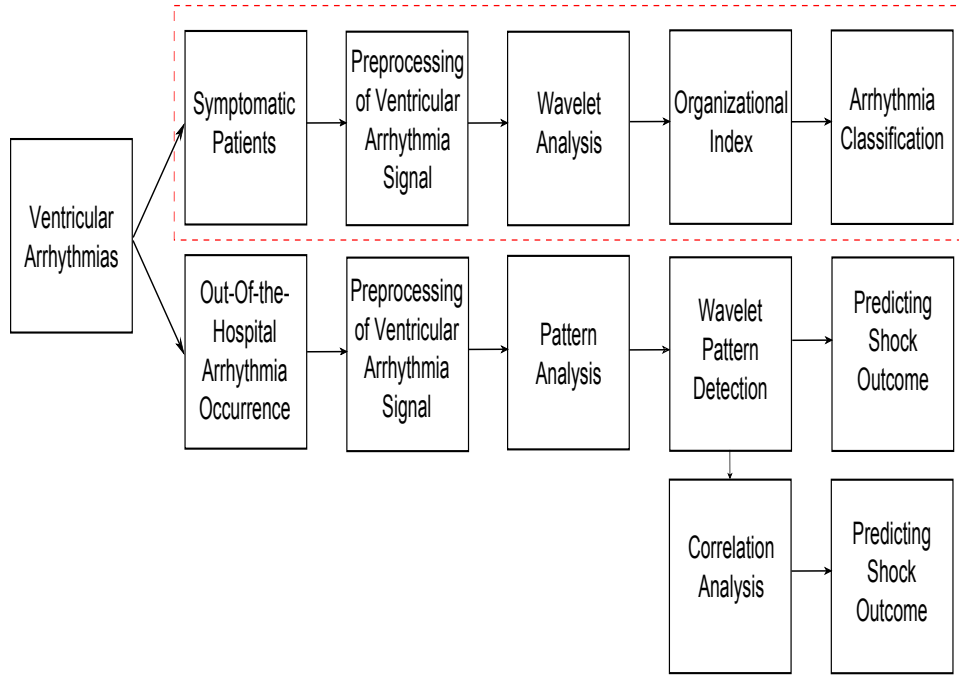 Ventricular
Arrhythmias
Symptomatic
Patients
Preprocessing
of Ventricular
Arrhythmia
Signal
Wavelet
Analysis
Organizational
Index
Arrhythmia
Classification
Out-Of-the-
Hospital
Arrhythmia
Occurrence
Preprocessing
of Ventricular
Arrhythmia
Signal
Pattern
Analysis
Wavelet
Pattern
Detection
Predicting
Shock
Outcome
Correlation
Analysis
Predicting
Shock
Outcome